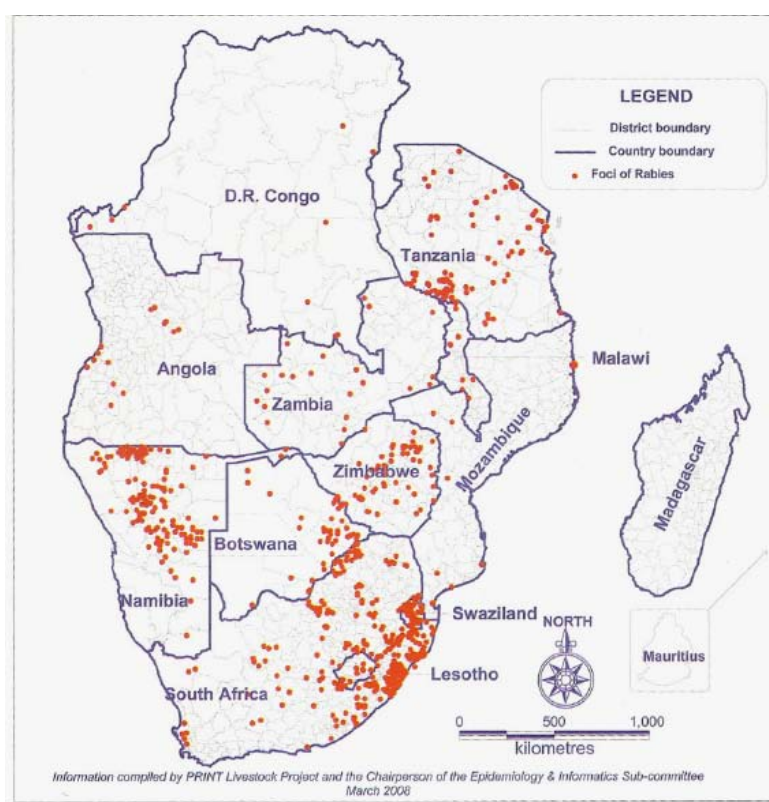 LEGEND
District boundary
Country boundary
Foci of Rabies
D.R. Congo
Tanzania
Angola
Malawi
Zambia
Mozambique
Zimbabwe
Madagascar
Botswana
Namibia
Swaziland
NORTH
Mauritius
Lesotho
South Africa
0 500 1,000
kilometres
Information compiled by PRINT Livestock Project and the Chairperson of the Epidemiology & Informatics Sub-committee
March 2008